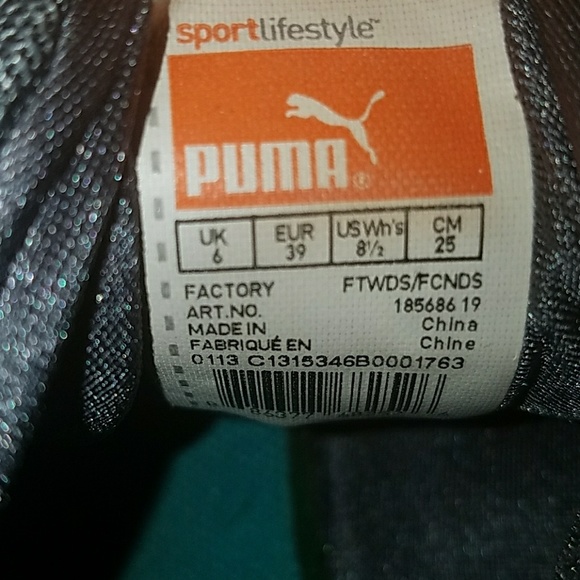 sportlifestyle™
PUMA®
UK EUR US Wh's CM
6 39 8½ 25
FACTORY FTWDS/FCNDS
ART.NO. 185686 19
MADE IN China
FABRIQUÉ EN Chine
0113 C1315346B0001763